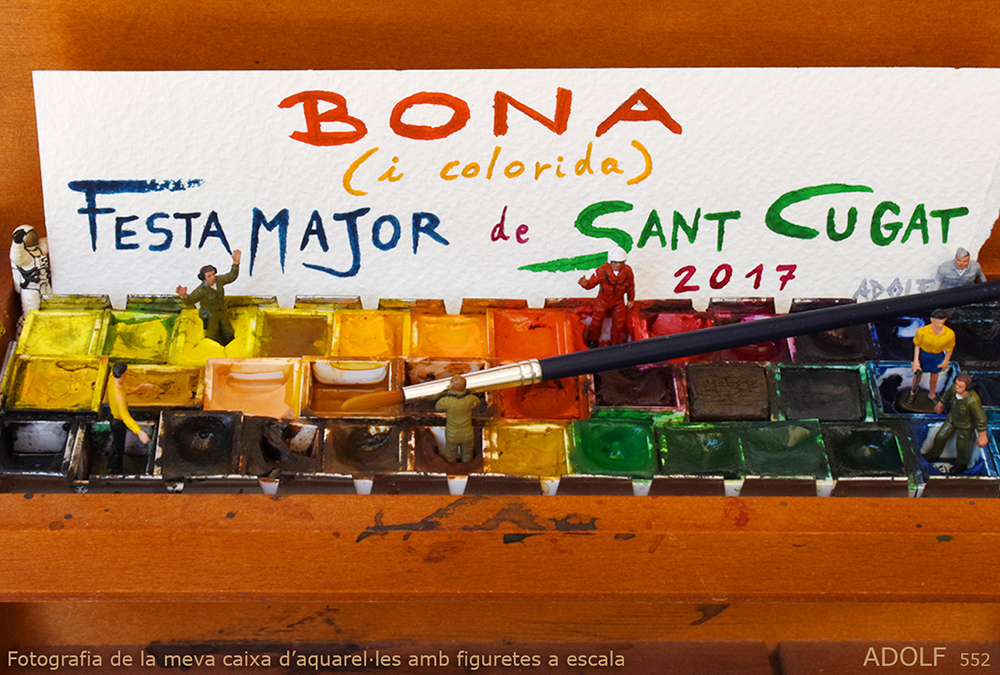 BONA
(i colorida)
FESTA MAJOR de SANT CUGAT
2017
ADOLF
Fotografia de la meva caixa d'aquarel·les amb figuretes a escala
ADOLF 552